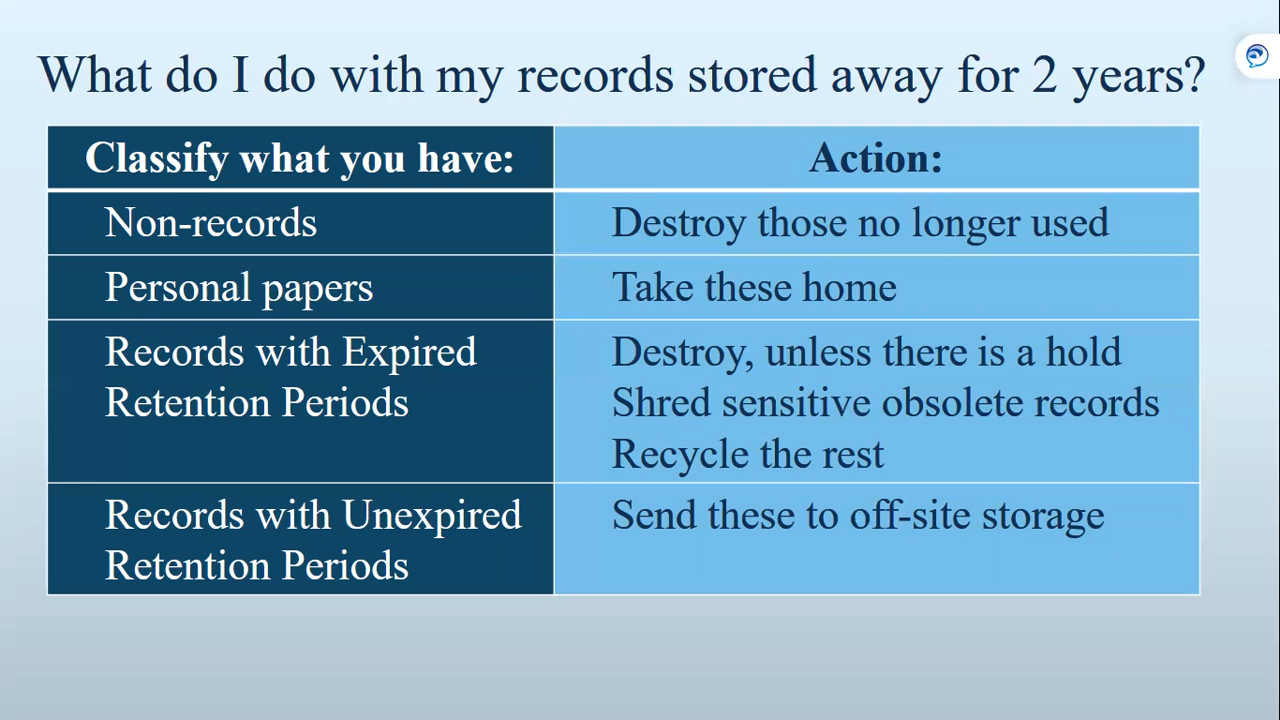 What do I do with my records stored away for 2 years?
Classify what you have:
Action:
Non-records
Destroy those no longer used
Personal papers
Take these home
Records with Expired
Retention Periods
Destroy, unless there is a hold
Shred sensitive obsolete records
Recycle the rest
Records with Unexpired
Retention Periods
Send these to off-site storage